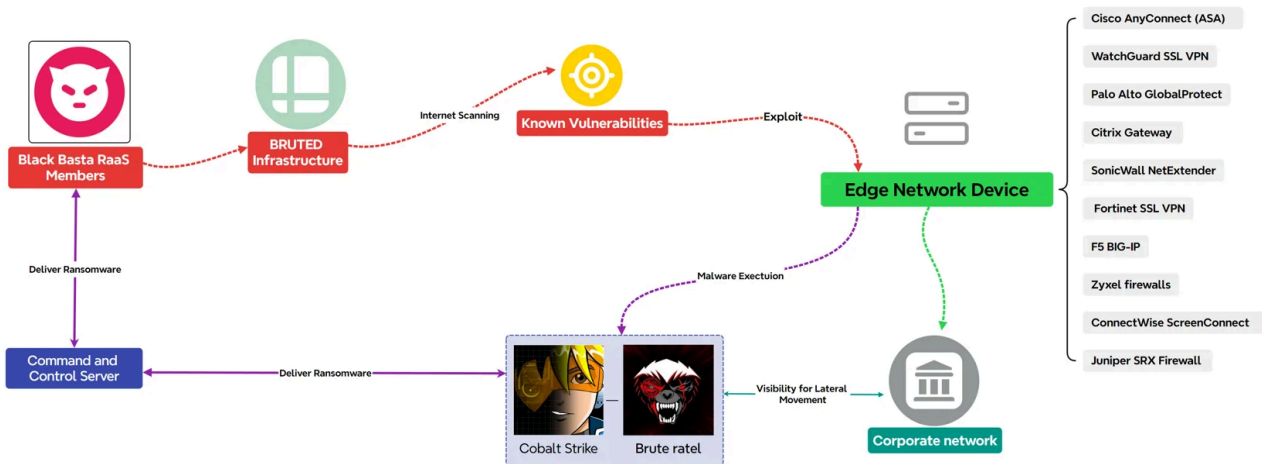 Black Basta RaaS
Members
BRUTED
Infrastructure
Internet Scanning
Known Vulnerabilities
Exploit
Edge Network Device
Cisco AnyConnect (ASA)
WatchGuard SSL VPN
Palo Alto GlobalProtect
Citrix Gateway
SonicWall NetExtender
Fortinet SSL VPN
F5 BIG-IP
Zyxel firewalls
ConnectWise ScreenConnect
Juniper SRX Firewall
Deliver Ransomware
Malware Exectuion
Command and
Control Server
Deliver Ransomware
Cobalt Strike
Brute ratel
Visibility for Lateral
Movement
Corporate network